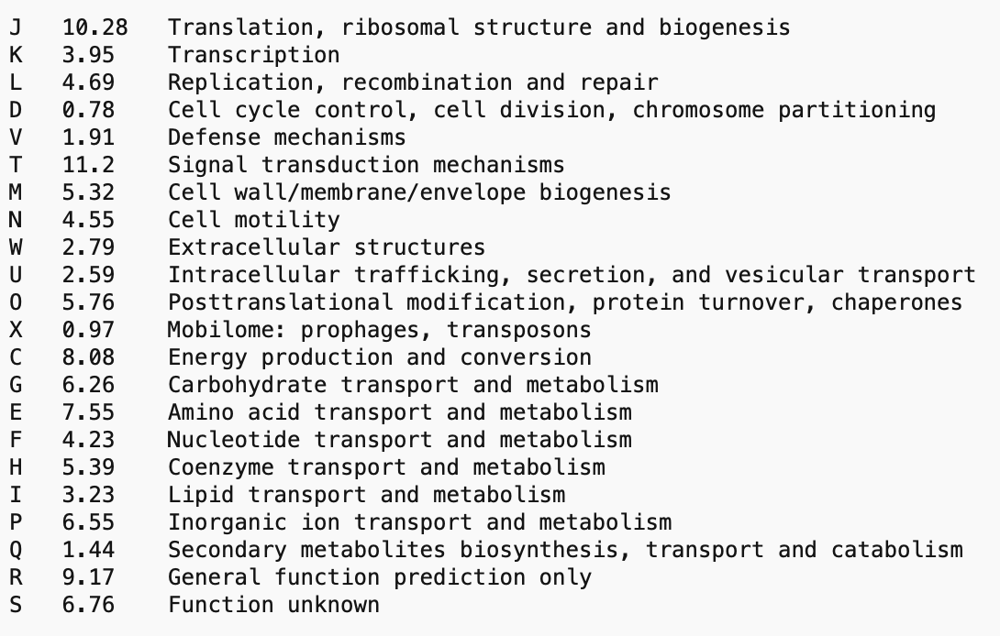 J 10.28 Translation, ribosomal structure and biogenesis
K 3.95 Transcription
L 4.69 Replication, recombination and repair
D 0.78 Cell cycle control, cell division, chromosome partitioning
V 1.91 Defense mechanisms
T 11.2 Signal transduction mechanisms
M 5.32 Cell wall/membrane/envelope biogenesis
N 4.55 Cell motility
W 2.79 Extracellular structures
U 2.59 Intracellular trafficking, secretion, and vesicular transport
O 5.76 Posttranslational modification, protein turnover, chaperones
X 0.97 Mobilome: prophages, transposons
C 8.08 Energy production and conversion
G 6.26 Carbohydrate transport and metabolism
E 7.55 Amino acid transport and metabolism
F 4.23 Nucleotide transport and metabolism
H 5.39 Coenzyme transport and metabolism
I 3.23 Lipid transport and metabolism
P 6.55 Inorganic ion transport and metabolism
Q 1.44 Secondary metabolites biosynthesis, transport and catabolism
R 9.17 General function prediction only
S 6.76 Function unknown